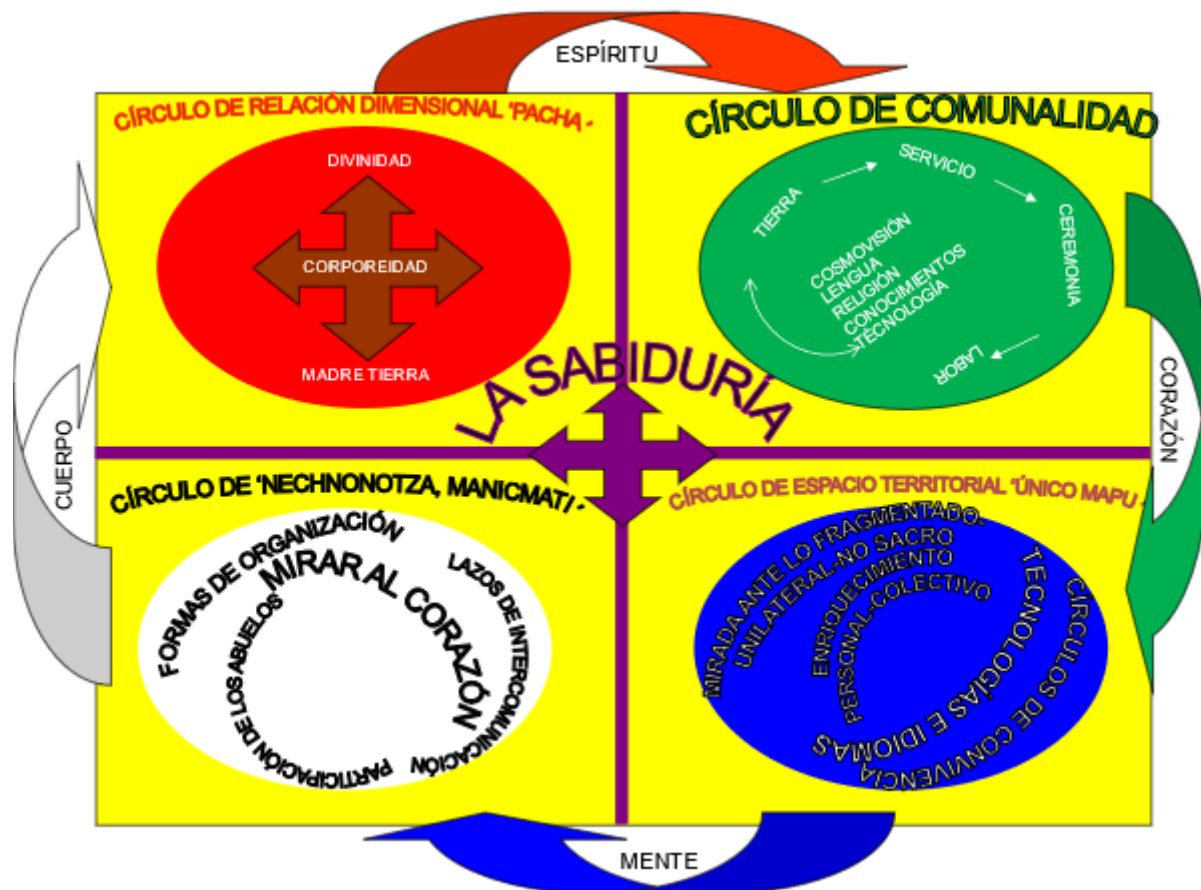 ESPÍRITU
CÍRCULO DE RELACIÓN DIMENSIONAL 'PACHA ´
DIVINIDAD
CORPOREIDAD
MADRE TIERRA
CÍRCULO DE COMUNALIDAD
TIERRA
SERVICIO
CEREMONIA
LABOR
COSMOVISIÓN
LENGUA
RELIGIÓN
CONOCIMIENTOS
TECNOLOGÍA
LA SABIDURÍA
CUERPO
CORAZÓN
CÍRCULO DE 'NECHNONOTZA, MANICMATI ´
FORMAS DE ORGANIZACIÓN
MIRAR AL CORAZÓN
LAZOS DE INTERCOMUNICACIÓN
PARTICIPACIÓN DE LOS ABUELOS
CÍRCULO DE ESPACIO TERRITORIAL 'ÚNICO MAPU ´
MIRADA ANTE LO FRAGMENTADO-
UNILATERAL-NO SACRO
ENRIQUECIMIENTO
PERSONAL-COLECTIVO
TECNOLOGÍAS E IDIOMAS
CÍRCULOS DE CONVIVENCIA
MENTE